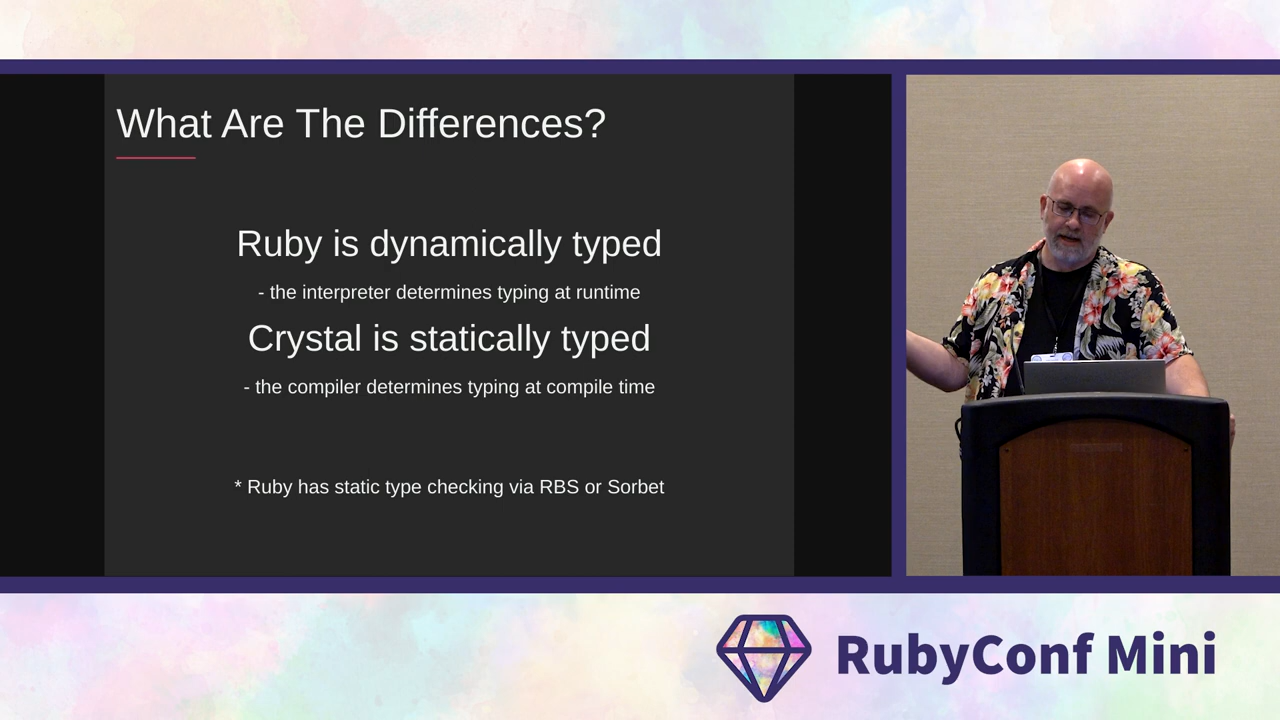 What Are The Differences?
Ruby is dynamically typed
- the interpreter determines typing at runtime
Crystal is statically typed
- the compiler determines typing at compile time
* Ruby has static type checking via RBS or Sorbet
RubyConf Mini